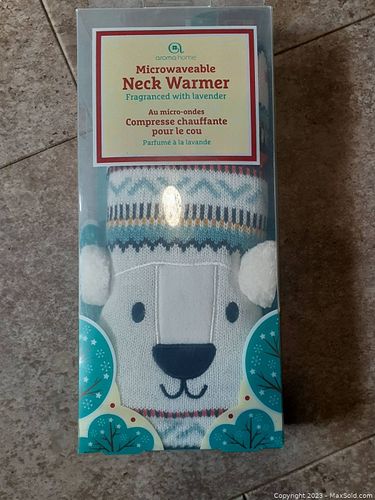 aroma home
Microwaveable
Neck Warmer
Fragranced with lavender
Au micro-ondes
Compresse chauffante
pour le cou
Parfumé à la lavande
Copyright 2023 - MaxSold.com